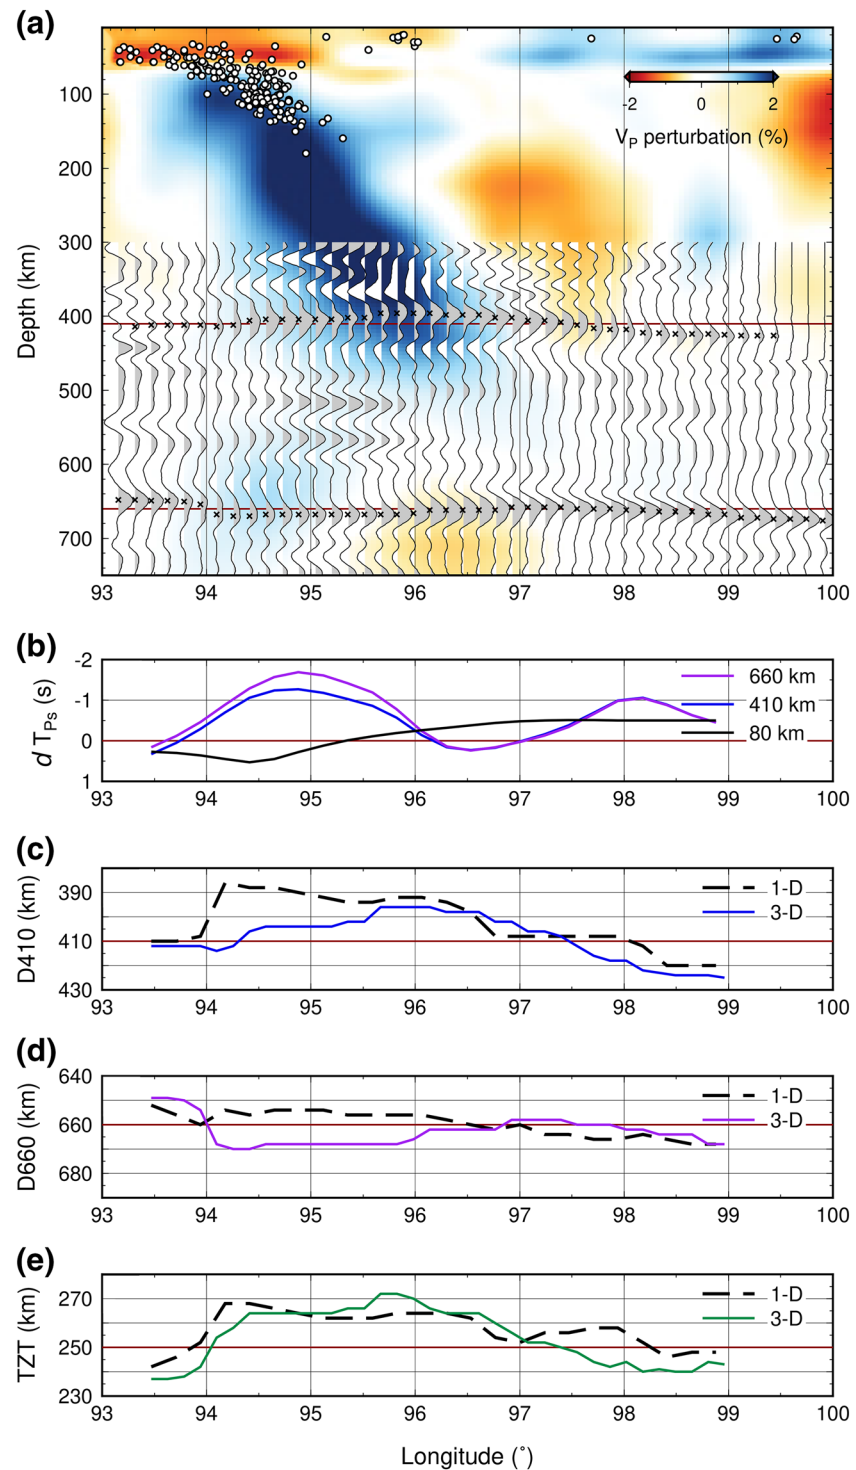 (a)
100
200
300
400
500
600
700
Depth (km)
-2 0 2
VP perturbation (%)
93 94 95 96 97 98 99 100
(b)
-2
-1
0
1
d TPs (s)
660 km
410 km
80 km
93 94 95 96 97 98 99 100
(c)
390
410
430
D410 (km)
1-D
3-D
93 94 95 96 97 98 99 100
(d)
640
660
680
D660 (km)
1-D
3-D
93 94 95 96 97 98 99 100
(e)
270
250
230
TZT (km)
1-D
3-D
93 94 95 96 97 98 99 100
Longitude (°)